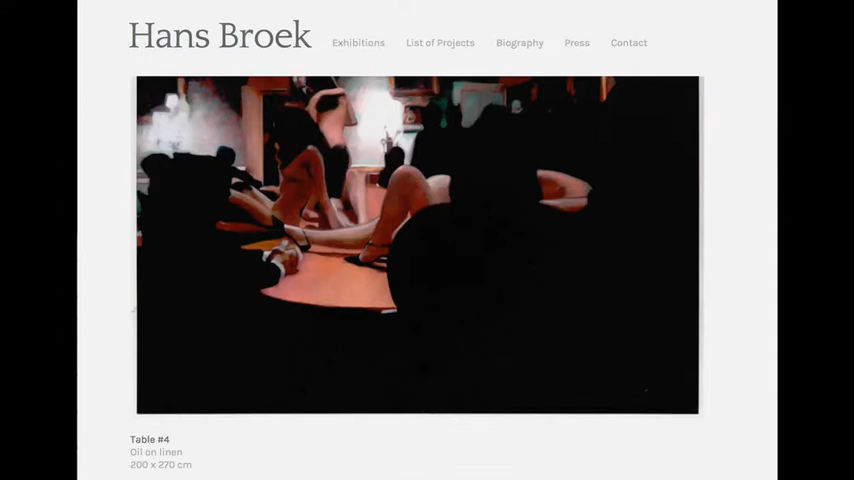 Hans Broek
Exhibitions List of Projects Biography Press Contact
Table #4
Oil on linen
200 x 270 cm